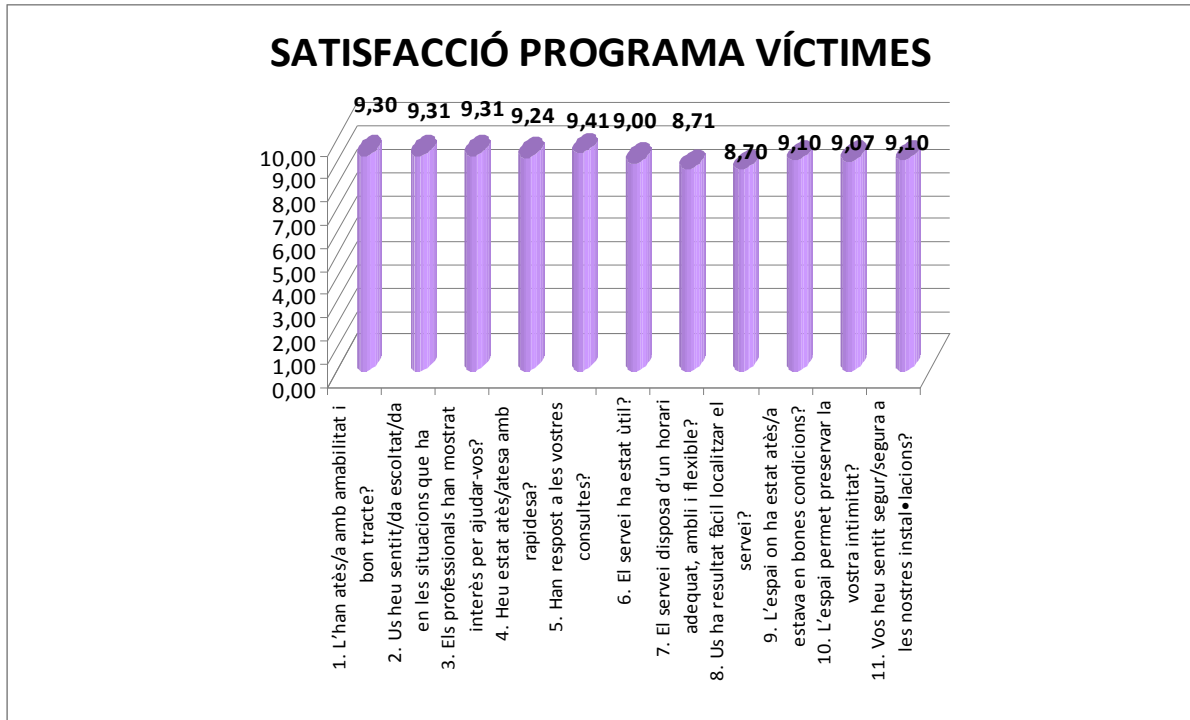 SATISFACCIÓ PROGRAMA VÍCTIMES
9,30
9,31
9,31
9,24
9,41
9,00
8,71
8,70
9,10
9,07
9,10
10,00
9,00
8,00
7,00
6,00
5,00
4,00
3,00
2,00
1,00
0,00
1. L'han atès/a amb amabilitat i
bon tracte?
2. Us heu sentit/da escoltat/da
en les situacions que ha
3. Els professionals han mostrat
interès per ajudar-vos?
4. Heu estat atès/atesa amb
rapidesa?
5. Han respost a les vostres
consultes?
6. El servei ha estat ùtil?
7. El servei disposa d'un horari
adequat, ambli i flexible?
8. Us ha resultat fàcil localitzar el
servei?
9. L'espai on ha estat atès/a
estava en bones condicions?
10. L'espai permet preservar la
vostra intimitat?
11. Vos heu sentit segur/segura a
les nostres instal•lacions?